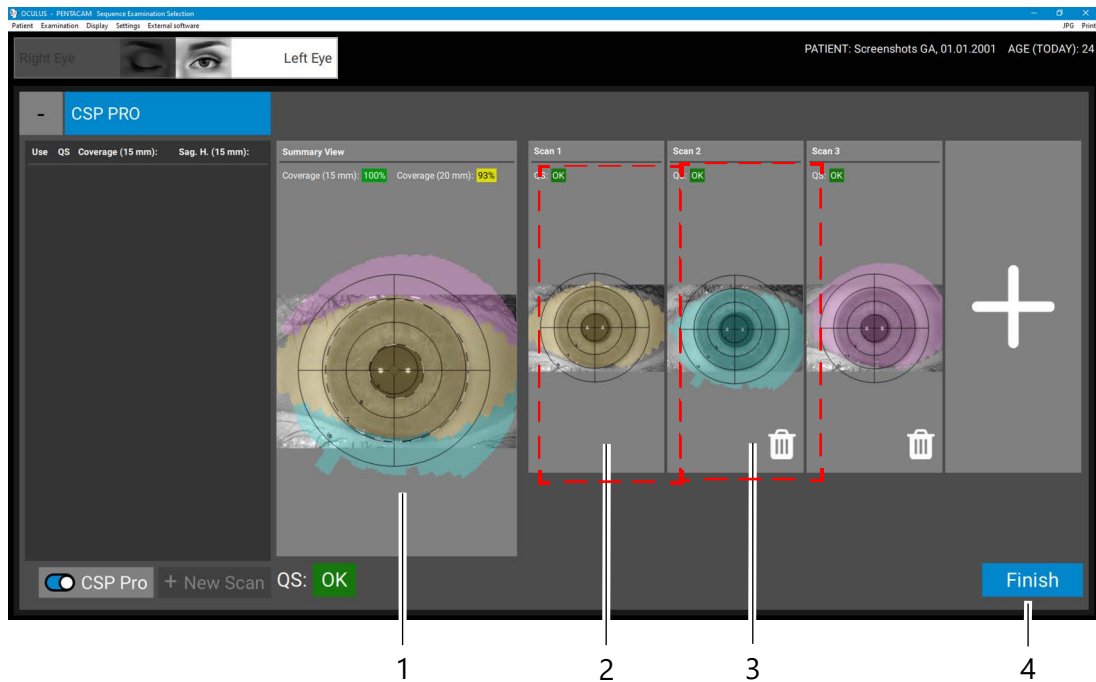 OCULUS - PENTACAM Sequence Examination Selection
Patient Examination Display Settings External software JPG Print
Right Eye Left Eye PATIENT: Screenshots GA, 01.01.2001 AGE (TODAY): 24
- CSP PRO
Use QS Coverage (15 mm): Sag. H. (15 mm): Summary View Scan 1 Scan 2 Scan 3
Coverage (15 mm): 100% Coverage (20 mm): 93% QS: OK QS: OK QS: OK
CSP Pro + New Scan QS: OK Finish
1 2 3 4